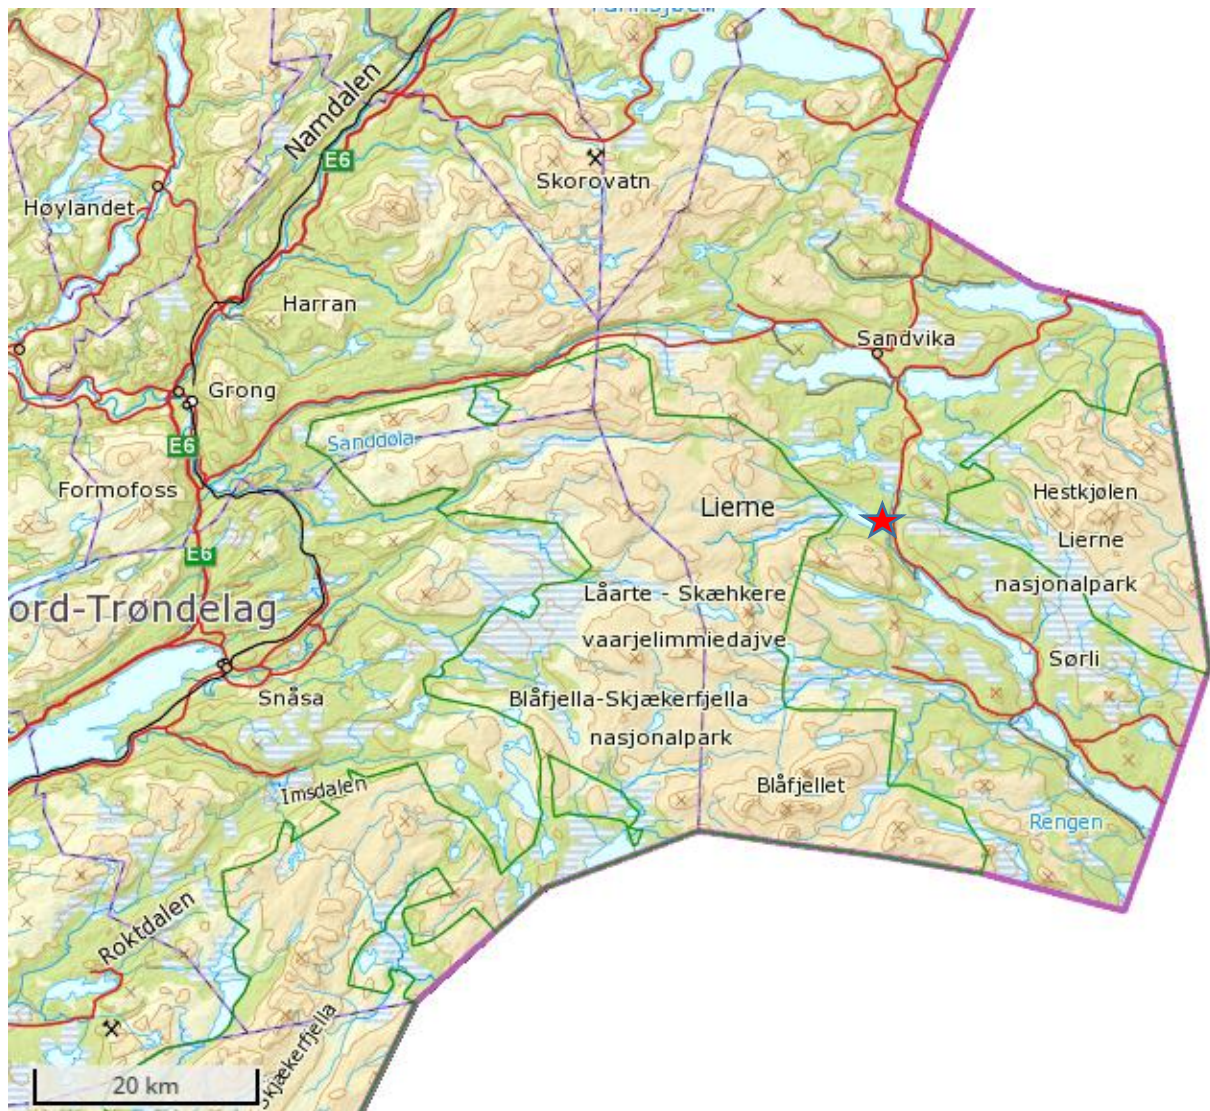 Namdalen
E6
Skorovatn
Høylandet
Harran
Sandvika
Grong
Sanddøla
E6
Formofoss
Hestkjølen
Lierne
Lierne
E6
nasjonalpark
Låarte - Skæhkere
ord-Trøndelag
vaarjelimmiedajve
Sørli
Snåsa
Blåfjella-Skjækerfjella
nasjonalpark
Imsdalen
Blåfjellet
Rengen
Roktdalen
kjækerfjella
20 km